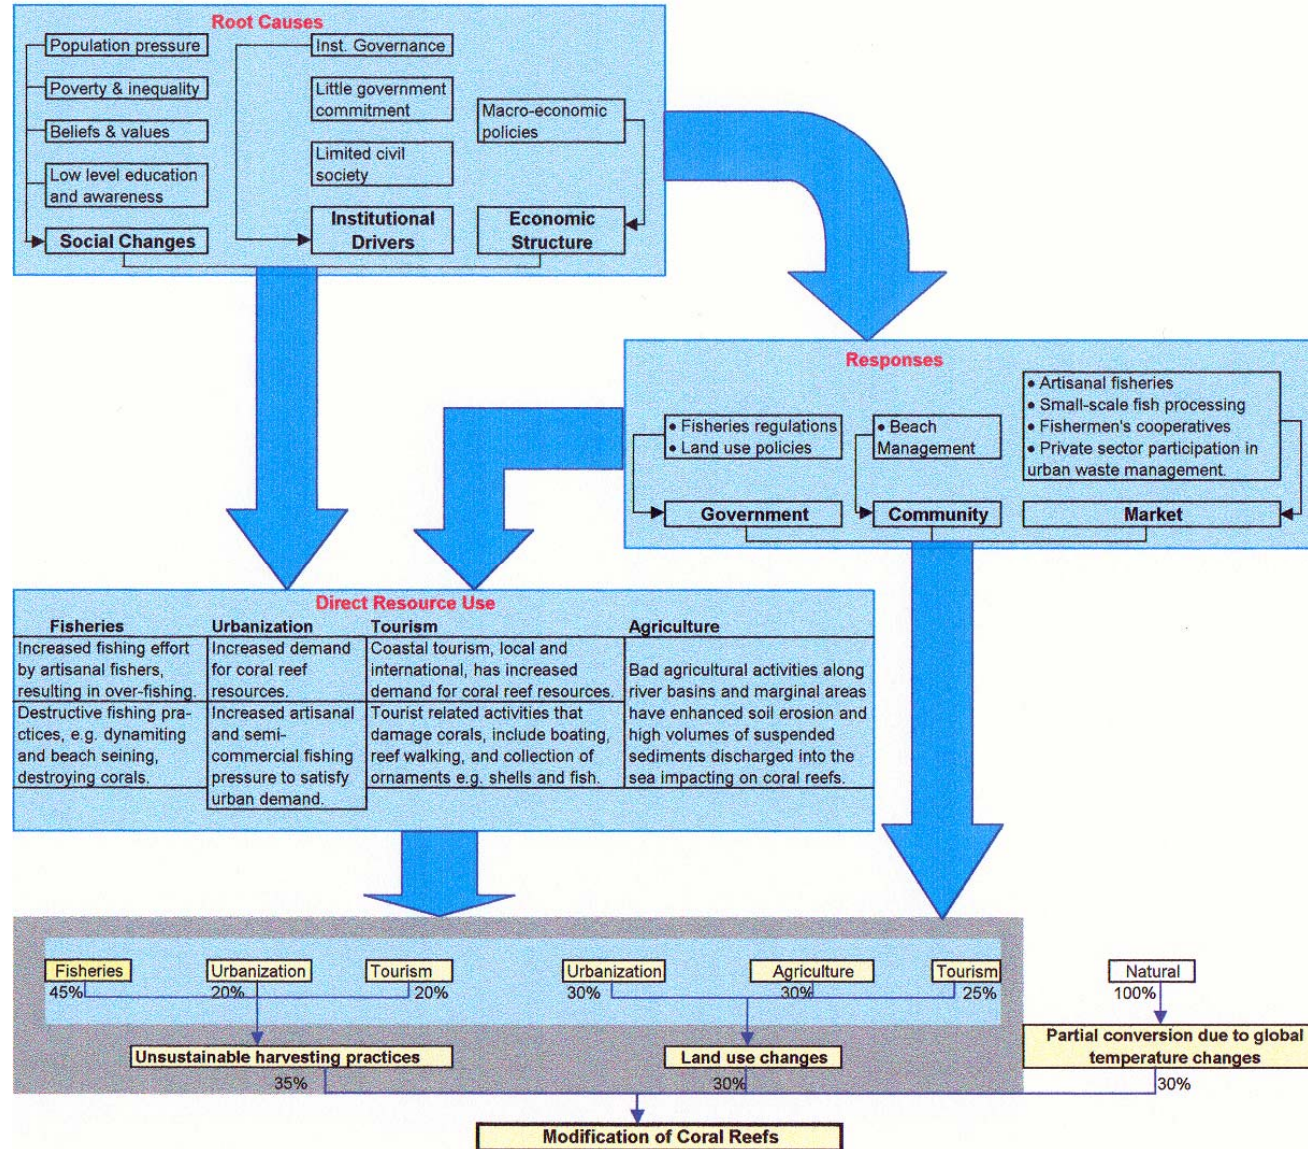 Root Causes
Population pressure
Poverty & inequality
Beliefs & values
Low level education
and awareness
Social Changes
Inst. Governance
Little government
commitment
Limited civil
society
Institutional
Drivers
Macro-economic
policies
Economic
Structure
Responses
• Fisheries regulations
• Land use policies
Government
• Beach
Management
Community
• Artisanal fisheries
• Small-scale fish processing
• Fishermen's cooperatives
• Private sector participation in
urban waste management.
Market
Direct Resource Use
Fisheries
Increased fishing effort
by artisanal fishers,
resulting in over-fishing.
Destructive fishing pra-
ctices, e.g. dynamiting
and beach seining,
destroying corals.
Urbanization
Increased demand
for coral reef
resources.
Increased artisanal
and semi-
commercial fishing
pressure to satisfy
urban demand.
Tourism
Coastal tourism, local and
international, has increased
demand for coral reef resources.
Tourist related activities that
damage corals, include boating,
reef walking, and collection of
ornaments e.g. shells and fish.
Agriculture
Bad agricultural activities along
river basins and marginal areas
have enhanced soil erosion and
high volumes of suspended
sediments discharged into the
sea impacting on coral reefs.
Fisheries
45%
Urbanization
20%
Tourism
20%
Urbanization
30%
Agriculture
30%
Tourism
25%
Natural
100%
Unsustainable harvesting practices
35%
Land use changes
30%
Partial conversion due to global
temperature changes
30%
Modification of Coral Reefs